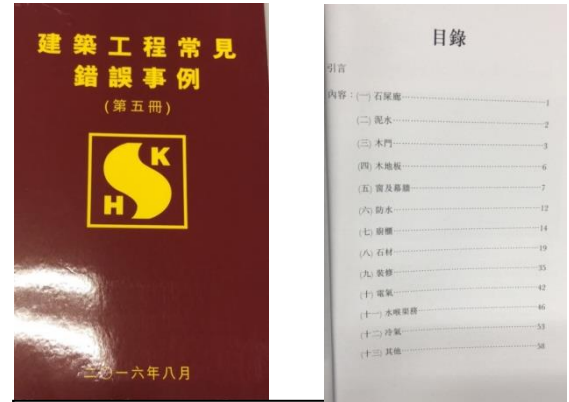 建築工程常見
錯誤事例
(第五冊)
SKH
二〇一六年八月
目錄
引言
內容：(一) 石屎廠 1
(二) 泥水 2
(三) 木門 3
(四) 木地板 6
(五) 窗及幕牆 7
(六) 防水 12
(七) 廚櫃 14
(八) 石材 19
(九) 裝修 35
(十) 電氣 42
(十一) 水喉渠務 46
(十二) 冷氣 53
(十三) 其他 58